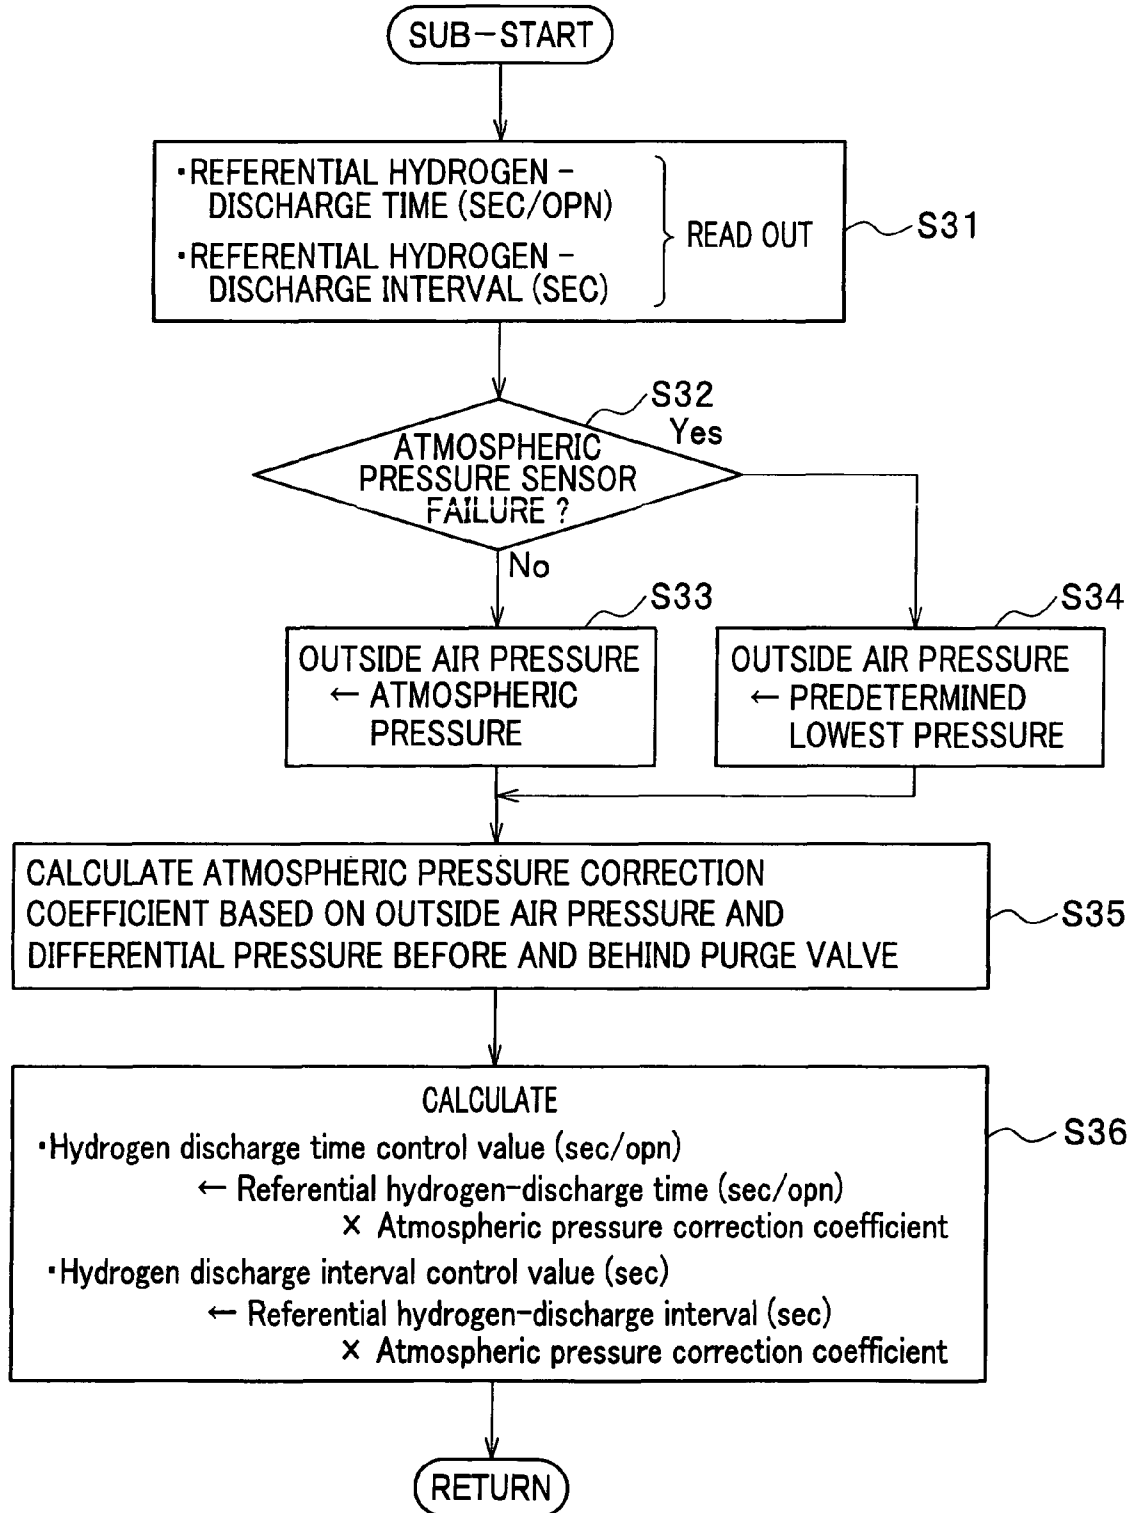 SUB-START
・REFERENTIAL HYDROGEN -
DISCHARGE TIME (SEC/OPN)
・REFERENTIAL HYDROGEN -
DISCHARGE INTERVAL (SEC)
READ OUT
S31
S32
ATMOSPHERIC
PRESSURE SENSOR
FAILURE ?
Yes
No
S33
OUTSIDE AIR PRESSURE
← ATMOSPHERIC
PRESSURE
S34
OUTSIDE AIR PRESSURE
← PREDETERMINED
LOWEST PRESSURE
CALCULATE ATMOSPHERIC PRESSURE CORRECTION
COEFFICIENT BASED ON OUTSIDE AIR PRESSURE AND
DIFFERENTIAL PRESSURE BEFORE AND BEHIND PURGE VALVE
S35
CALCULATE
・Hydrogen discharge time control value (sec/opn)
← Referential hydrogen-discharge time (sec/opn)
× Atmospheric pressure correction coefficient
・Hydrogen discharge interval control value (sec)
← Referential hydrogen-discharge interval (sec)
× Atmospheric pressure correction coefficient
S36
RETURN